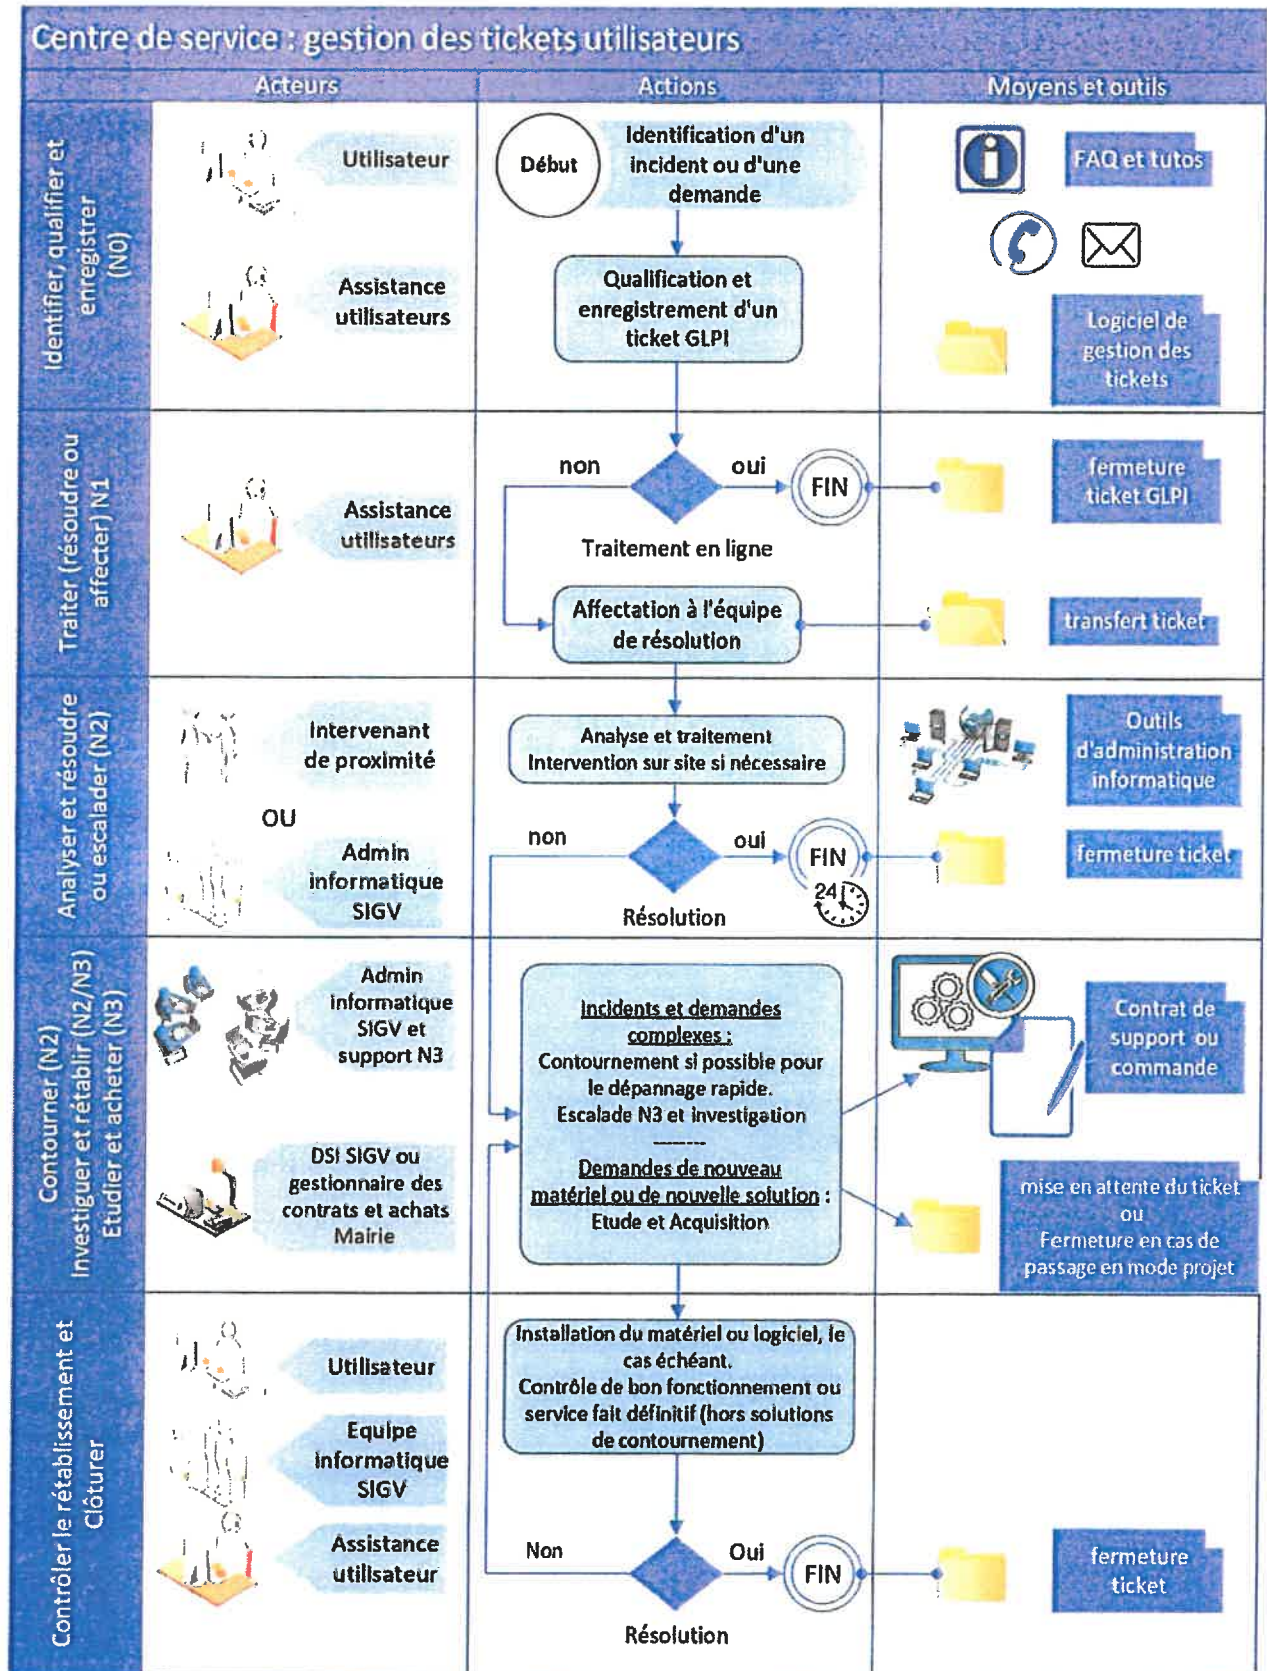 Centre de service : gestion des tickets utilisateurs
Acteurs
Actions
Moyens et outils
Identifier, qualifier et
enregistrer
(N0)
Utilisateur
Assistance
utilisateurs
Début
Identification d'un
incident ou d'une
demande
Qualification et
enregistrement d'un
ticket GLPI
FAQ et tutos
Logiciel de
gestion des
tickets
Traiter (résoudre ou
affecter) N1
Assistance
utilisateurs
non
oui
FIN
Traitement en ligne
Affectation à l'équipe
de résolution
fermeture
ticket GLPI
transfert ticket
Analyser et résoudre
ou escalader (N2)
Intervenant
de proximité
OU
Admin
informatique
SIGV
Analyse et traitement
Intervention sur site si nécessaire
non
oui
FIN
24
Résolution
Outils
d'administration
informatique
fermeture ticket
Contourner (N2)
Investiguer et rétablir (N2/N3)
Etudier et acheter (N3)
Admin
informatique
SIGV et
support N3
DSI SIGV ou
gestionnaire des
contrats et achats
Mairie
Incidents et demandes
complexes :
Contournement si possible pour
le dépannage rapide.
Escalade N3 et investigation
--------
Demandes de nouveau
matériel ou de nouvelle solution :
Etude et Acquisition
Contrat de
support ou
commande
mise en attente du ticket
ou
Fermeture en cas de
passage en mode projet
Contrôler le rétablissement et
Clôturer
Utilisateur
Equipe
informatique
SIGV
Assistance
utilisateur
Installation du matériel ou logiciel, le
cas échéant.
Contrôle de bon fonctionnement ou
service fait définitif (hors solutions
de contournement)
Non
Oui
FIN
Résolution
fermeture
ticket